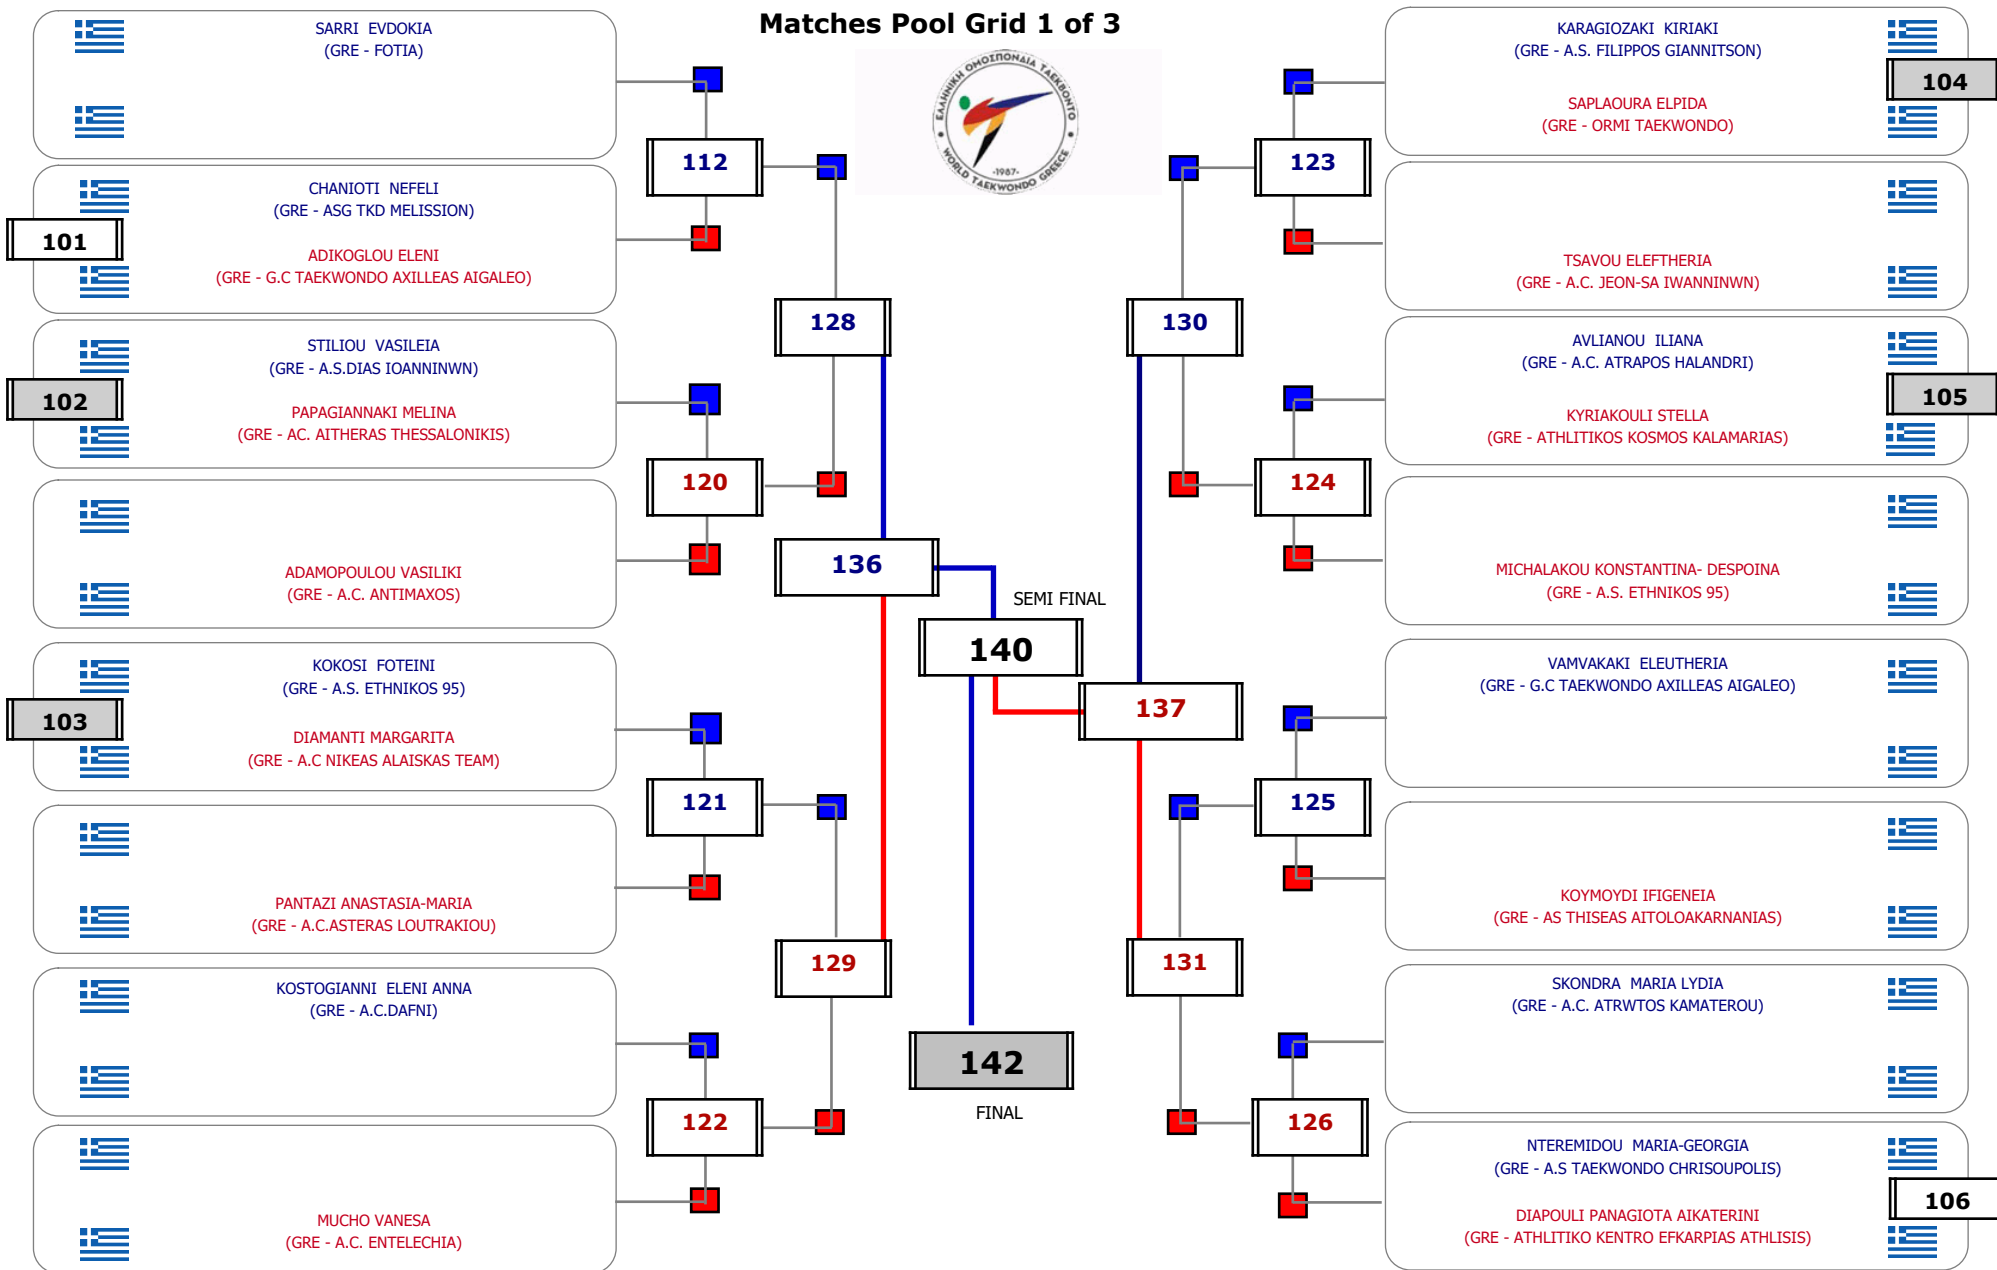 Matches Pool Grid 1 of 3
ΕΛΛΗΝΙΚΗ ΟΜΟΣΠΟΝΔΙΑ ΤΑΕΚΒΟΝΤΟ
-1987-
WORLD TAEKWONDO GREECE
SARRI EVDOKIA
(GRE - FOTIA)
112
CHANIOTI NEFELI
(GRE - ASG TKD MELISSION)
101
ADIKOGLOU ELENI
(GRE - G.C TAEKWONDO AXILLEAS AIGALEO)
128
STILIOU VASILEIA
(GRE - A.S.DIAS IOANNINWN)
102
PAPAGIANNAKI MELINA
(GRE - AC. AITHERAS THESSALONIKIS)
120
ADAMOPOULOU VASILIKI
(GRE - A.C. ANTIMAXOS)
136
KOKOSI FOTEINI
(GRE - A.S. ETHNIKOS 95)
103
DIAMANTI MARGARITA
(GRE - A.C NIKEAS ALAISKAS TEAM)
121
PANTAZI ANASTASIA-MARIA
(GRE - A.C.ASTERAS LOUTRAKIOU)
129
KOSTOGIANNI ELENI ANNA
(GRE - A.C.DAFNI)
122
MUCHO VANESA
(GRE - A.C. ENTELECHIA)
SEMI FINAL
140
142
FINAL
KARAGIOZAKI KIRIAKI
(GRE - A.S. FILIPPOS GIANNITSON)
104
SAPLAOURA ELPIDA
(GRE - ORMI TAEKWONDO)
123
TSAVOU ELEFTHERIA
(GRE - A.C. JEON-SA IWANNINWN)
130
AVLIANOU ILIANA
(GRE - A.C. ATRAPOS HALANDRI)
105
KYRIAKOULI STELLA
(GRE - ATHLITIKOS KOSMOS KALAMARIAS)
124
MICHALAKOU KONSTANTINA- DESPOINA
(GRE - A.S. ETHNIKOS 95)
137
VAMVAKAKI ELEUTHERIA
(GRE - G.C TAEKWONDO AXILLEAS AIGALEO)
125
KOYMOYDI IFIGENEIA
(GRE - AS THISEAS AITOLOAKARNANIAS)
131
SKONDRA MARIA LYDIA
(GRE - A.C. ATRWTOS KAMATEROU)
126
NTEREMIDOU MARIA-GEORGIA
(GRE - A.S TAEKWONDO CHRISOUPOLIS)
106
DIAPOULI PANAGIOTA AIKATERINI
(GRE - ATHLITIKO KENTRO EFKARPIAS ATHLISIS)